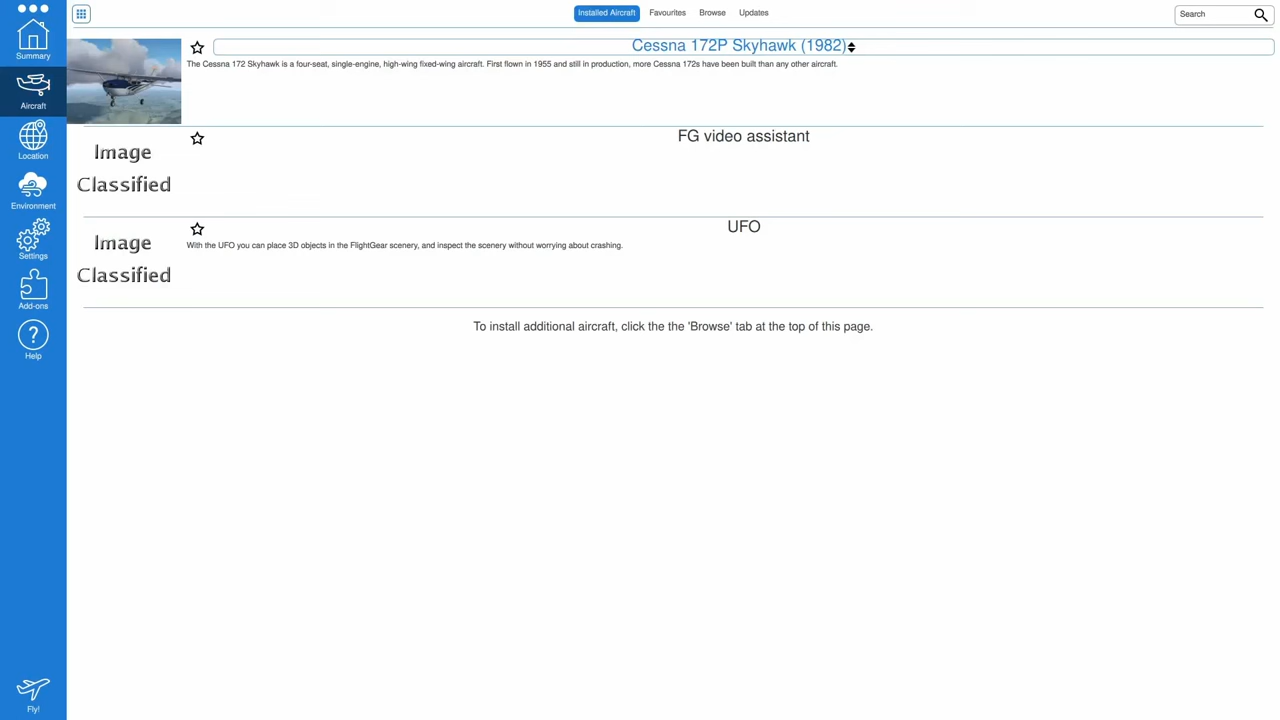 Installed Aircraft
Favourites
Browse
Updates
Search
Summary
Aircraft
Location
Environment
Settings
Add-ons
Help
Fly!
Cessna 172P Skyhawk (1982)
The Cessna 172 Skyhawk is a four-seat, single-engine, high-wing fixed-wing aircraft. First flown in 1955 and still in production, more Cessna 172s have been built than any other aircraft.
Image
Classified
FG video assistant
Image
Classified
UFO
With the UFO you can place 3D objects in the FlightGear scenery, and inspect the scenery without worrying about crashing.
To install additional aircraft, click the the 'Browse' tab at the top of this page.